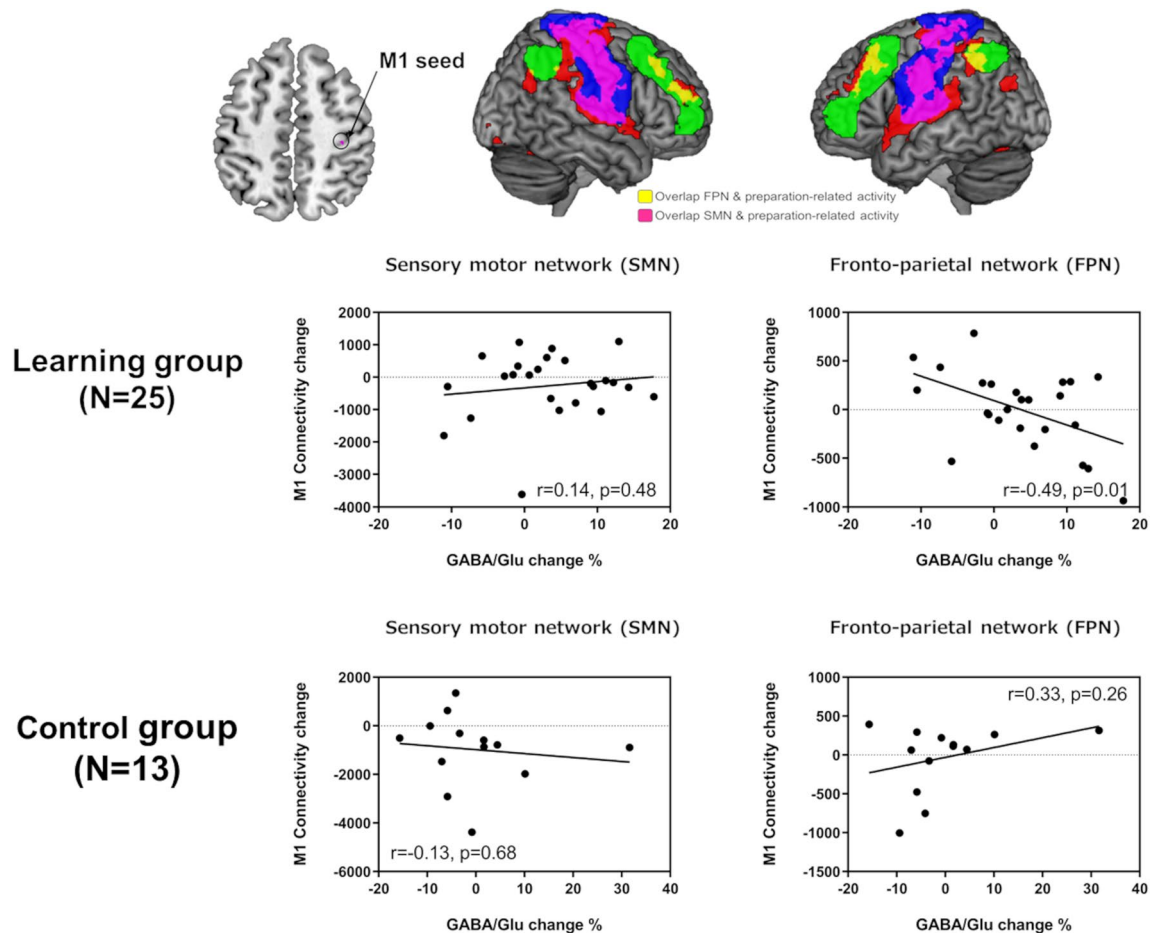 M1 seed
Overlap FPN & preparation-related activity
Overlap SMN & preparation-related activity
Learning group
(N=25)
Sensory motor network (SMN)
M1 Connectivity change
2000
1000
0
-1000
-2000
-3000
-4000
r=0.14, p=0.48
-20
-10
0
10
20
GABA/Glu change %
Fronto-parietal network (FPN)
M1 Connectivity change
1000
500
0
-500
-1000
r=-0.49, p=0.01
-20
-10
0
10
20
GABA/Glu change %
Control group
(N=13)
Sensory motor network (SMN)
M1 Connectivity change
2000
0
-2000
-4000
-6000
r=-0.13, p=0.68
-20
-10
0
10
20
30
40
GABA/Glu change %
Fronto-parietal network (FPN)
M1 Connectivity change
1000
500
0
-500
-1000
-1500
r=0.33, p=0.26
-20
-10
0
10
20
30
40
GABA/Glu change %